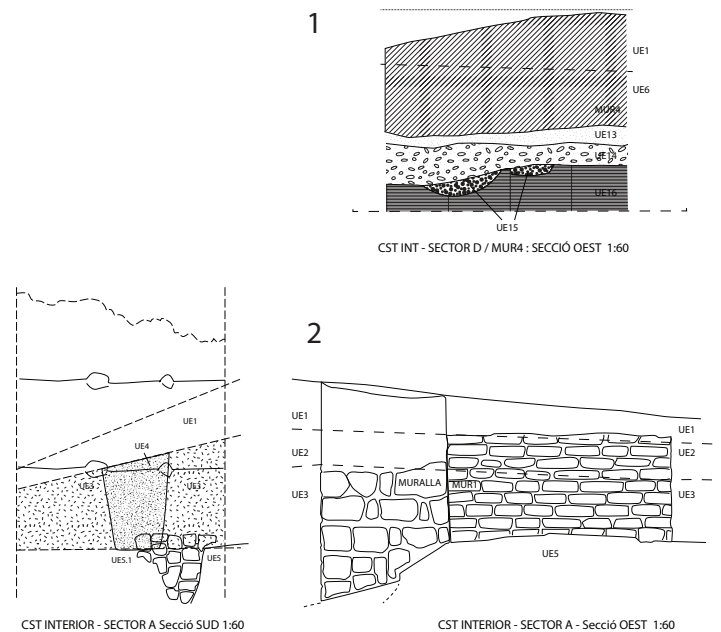 1
UE1
UE6
MUR4
UE13
UE14
UE16
UE15
CST INT - SECTOR D / MUR4 : SECCIÓ OEST 1:60
2
UE1
UE4
UE3
UE3
UE5.1
UE5
CST INTERIOR - SECTOR A Secció SUD 1:60
UE1
UE1
UE2
UE2
MURALLA
MUR1
UE3
UE3
UE5
CST INTERIOR - SECTOR A - Secció OEST 1:60